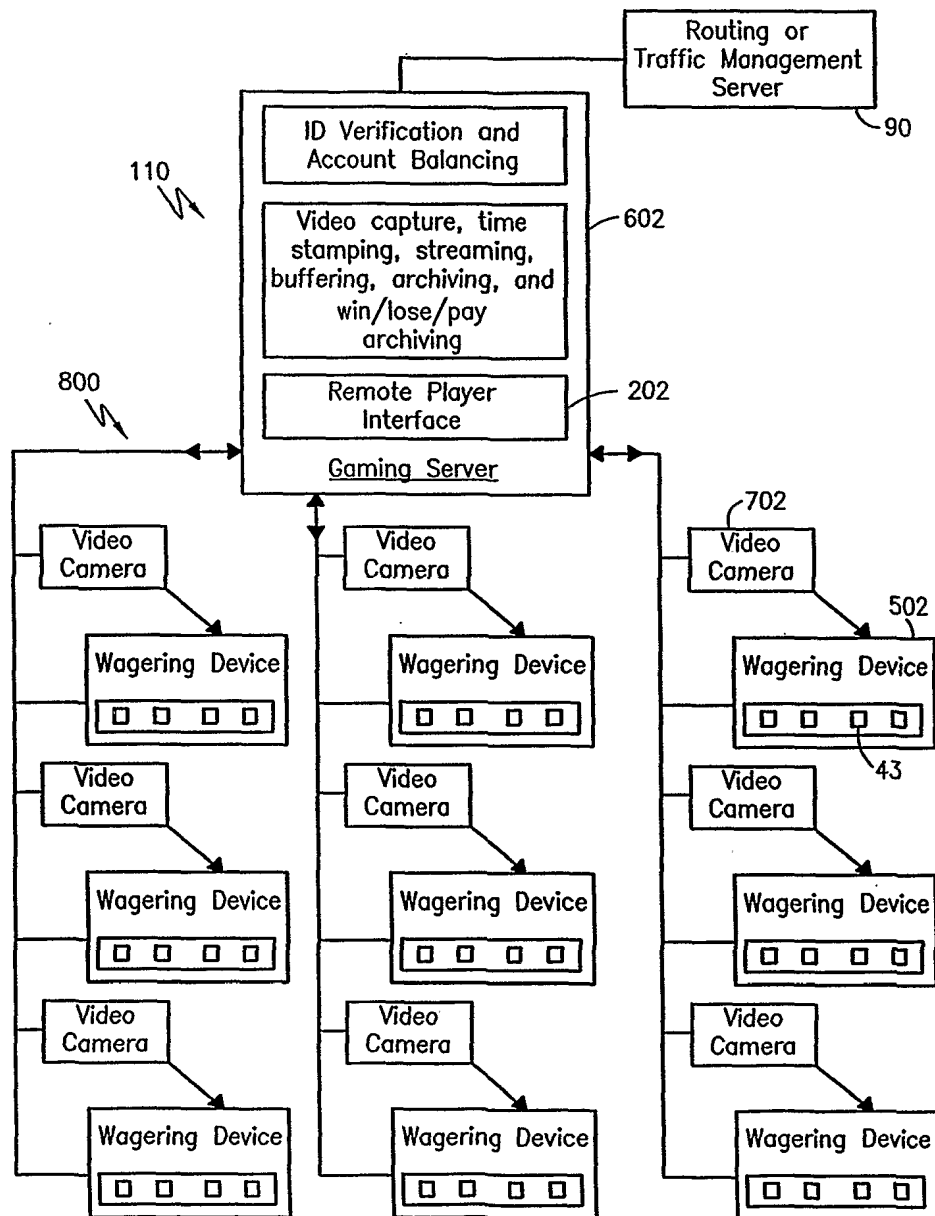 Routing or
Traffic Management
Server
90
ID Verification and
Account Balancing
110
602
Video capture, time
stamping, streaming,
buffering, archiving, and
win/lose/pay
archiving
800
Remote Player
Interface
202
Gaming Server
Video
Camera
Video
Camera
702
Video
Camera
502
Wagering Device
Wagering Device
Wagering Device
43
Video
Camera
Video
Camera
Video
Camera
Wagering Device
Wagering Device
Wagering Device
Video
Camera
Video
Camera
Video
Camera
Wagering Device
Wagering Device
Wagering Device